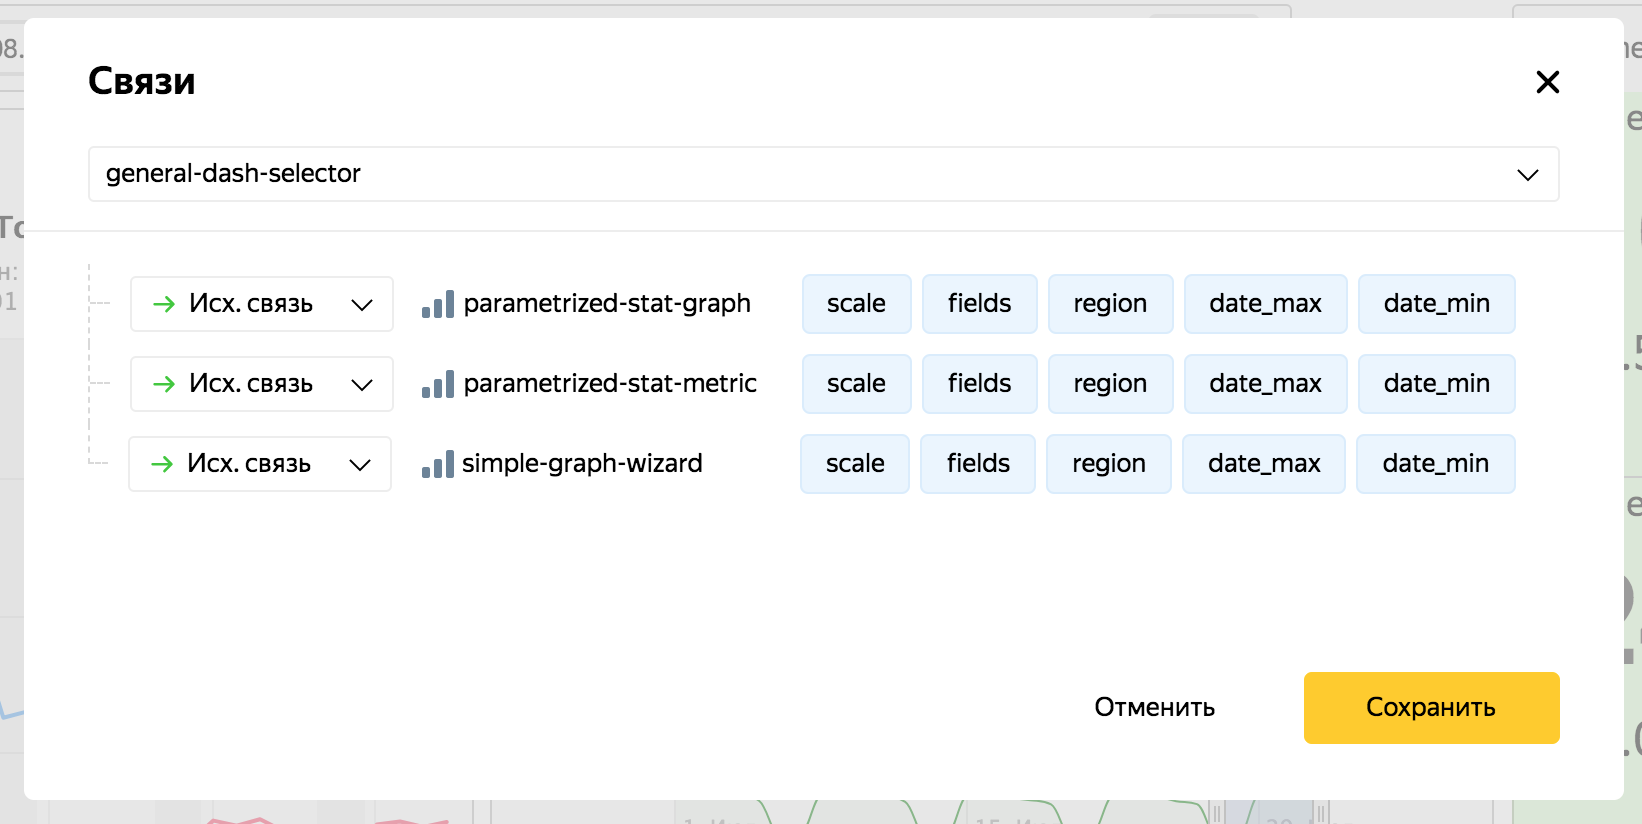 Связи
general-dash-selector
Исх. связь parametrized-stat-graph scale fields region date_max date_min
Исх. связь parametrized-stat-metric scale fields region date_max date_min
Исх. связь simple-graph-wizard scale fields region date_max date_min
Отменить Сохранить